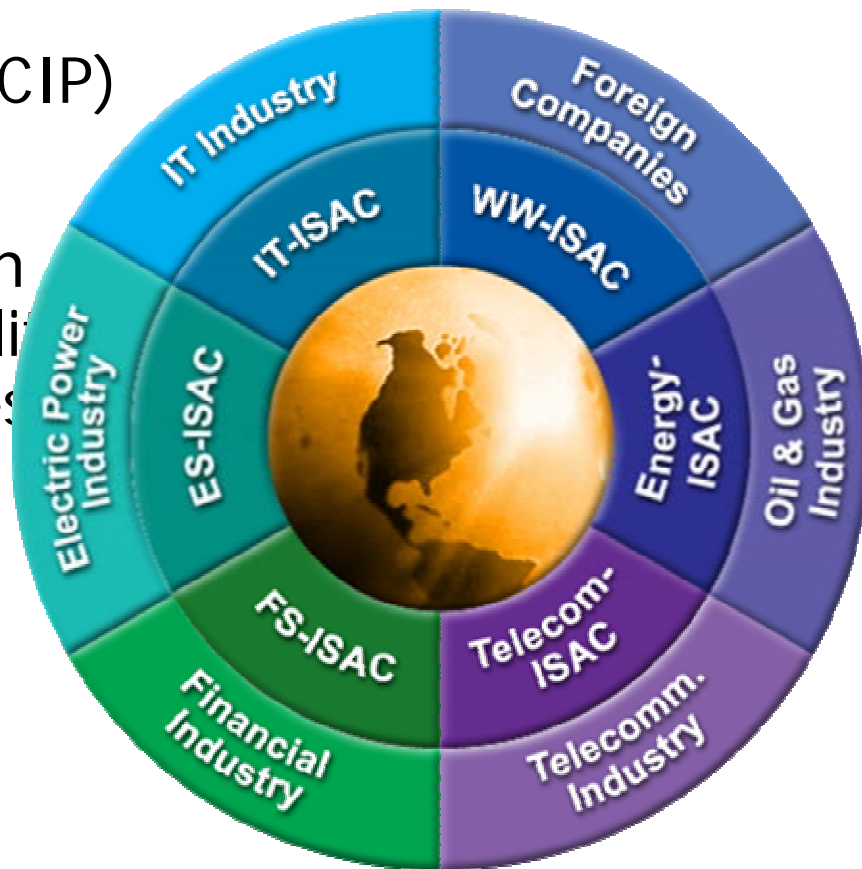 CIP)
IT Industry
Foreign
Companies
IT-ISAC
WW-ISAC
Electric Power
Industry
ES-ISAC
Energy-
ISAC
Oil & Gas
Industry
FS-ISAC
Telecom-
ISAC
Financial
Industry
Telecomm.
Industry